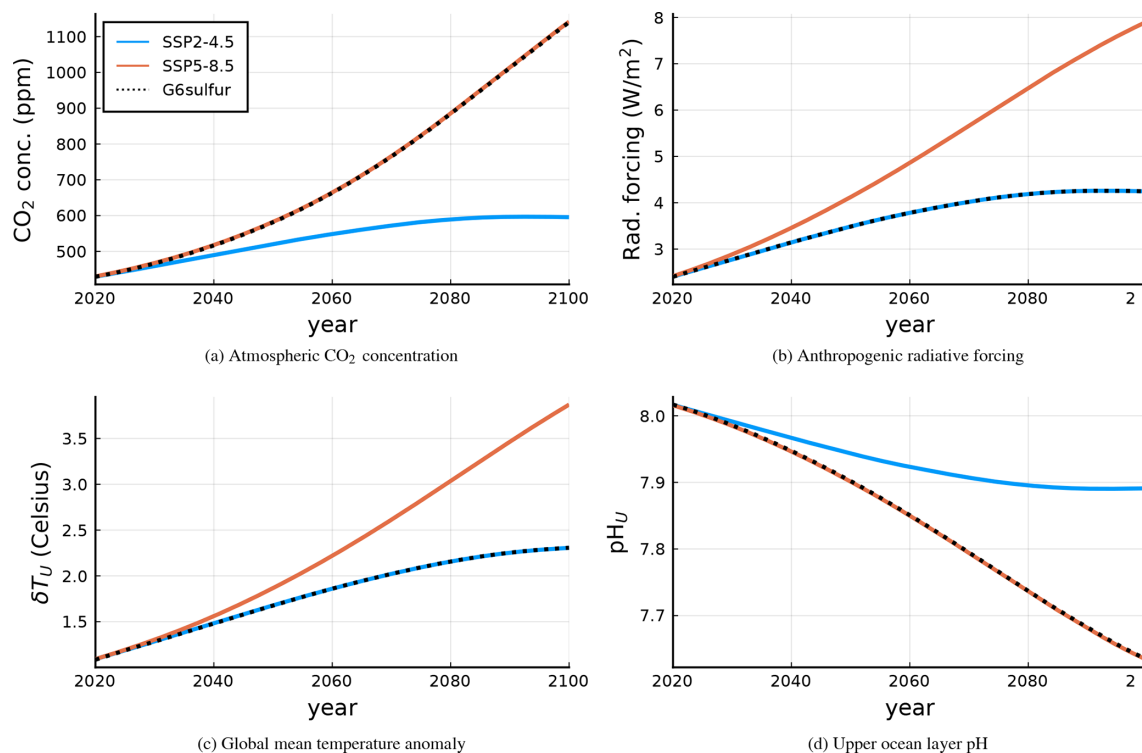 CO₂ conc. (ppm)
1100
1000
900
800
700
600
500
SSP2-4.5
SSP5-8.5
G6sulfur
2020 2040 2060 2080 2100
year
(a) Atmospheric CO₂ concentration
Rad. forcing (W/m²)
8
7
6
5
4
3
2020 2040 2060 2080 2
year
(b) Anthropogenic radiative forcing
δT_U (Celsius)
3.5
3.0
2.5
2.0
1.5
2020 2040 2060 2080 2100
year
(c) Global mean temperature anomaly
pH_U
8.0
7.9
7.8
7.7
2020 2040 2060 2080 2
year
(d) Upper ocean layer pH